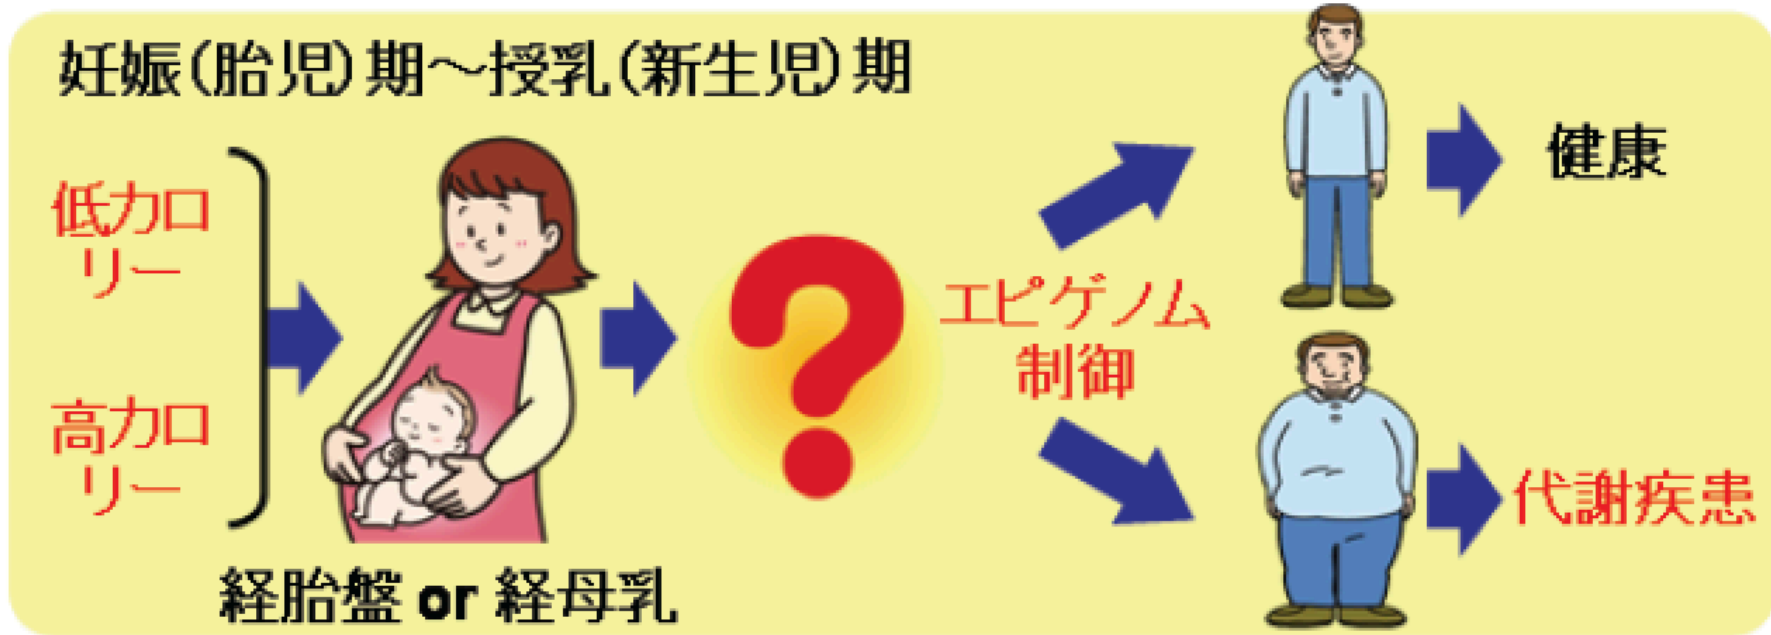 妊娠(胎児)期～授乳(新生児)期
低カロ
リー
高カロ
リー
経胎盤 or 経母乳
?
エピゲノム
制御
健康
代謝疾患